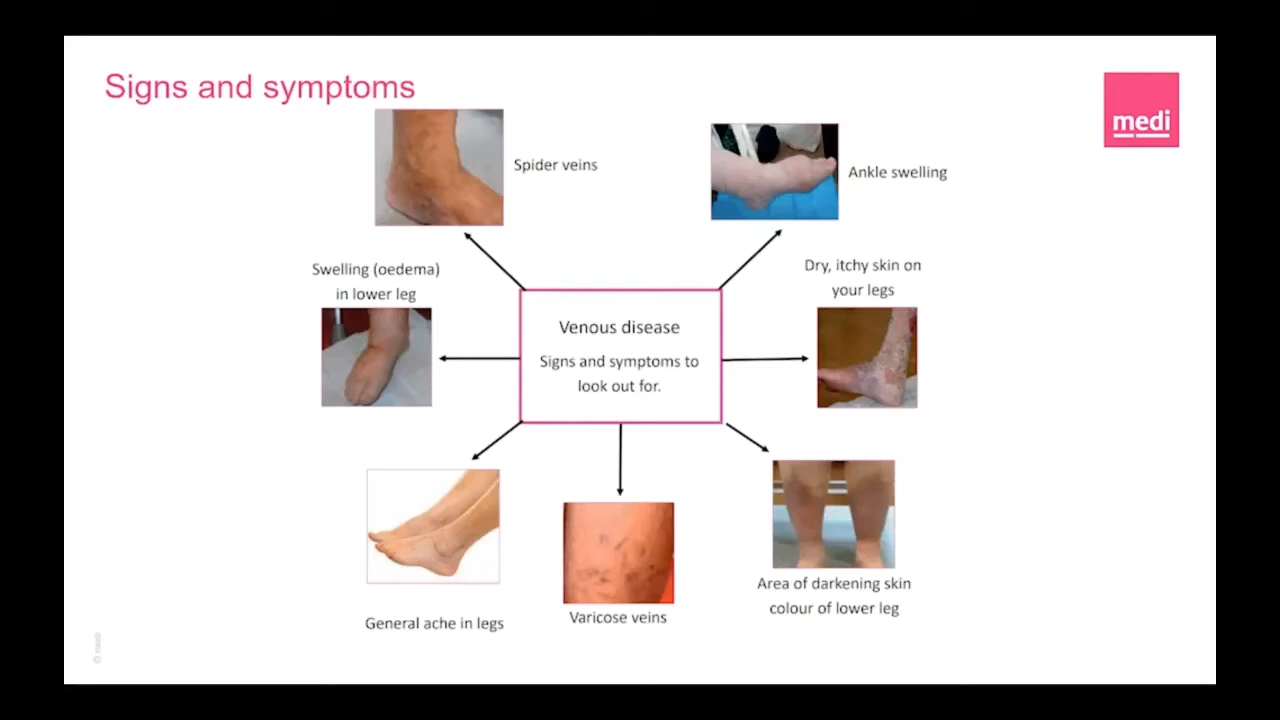 Signs and symptoms
medi
Spider veins
Ankle swelling
Swelling (oedema)
in lower leg
Dry, itchy skin on
your legs
Venous disease
Signs and symptoms to
look out for.
General ache in legs
Varicose veins
Area of darkening skin
colour of lower leg
© medi